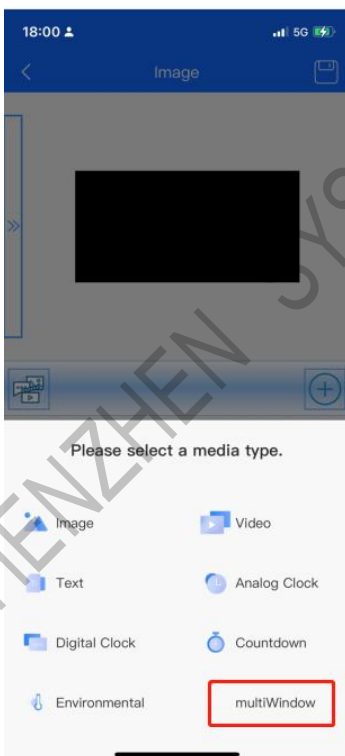 18:00
5G
Image
Please select a media type.
Image
Video
Text
Analog Clock
Digital Clock
Countdown
Environmental
multiWindow